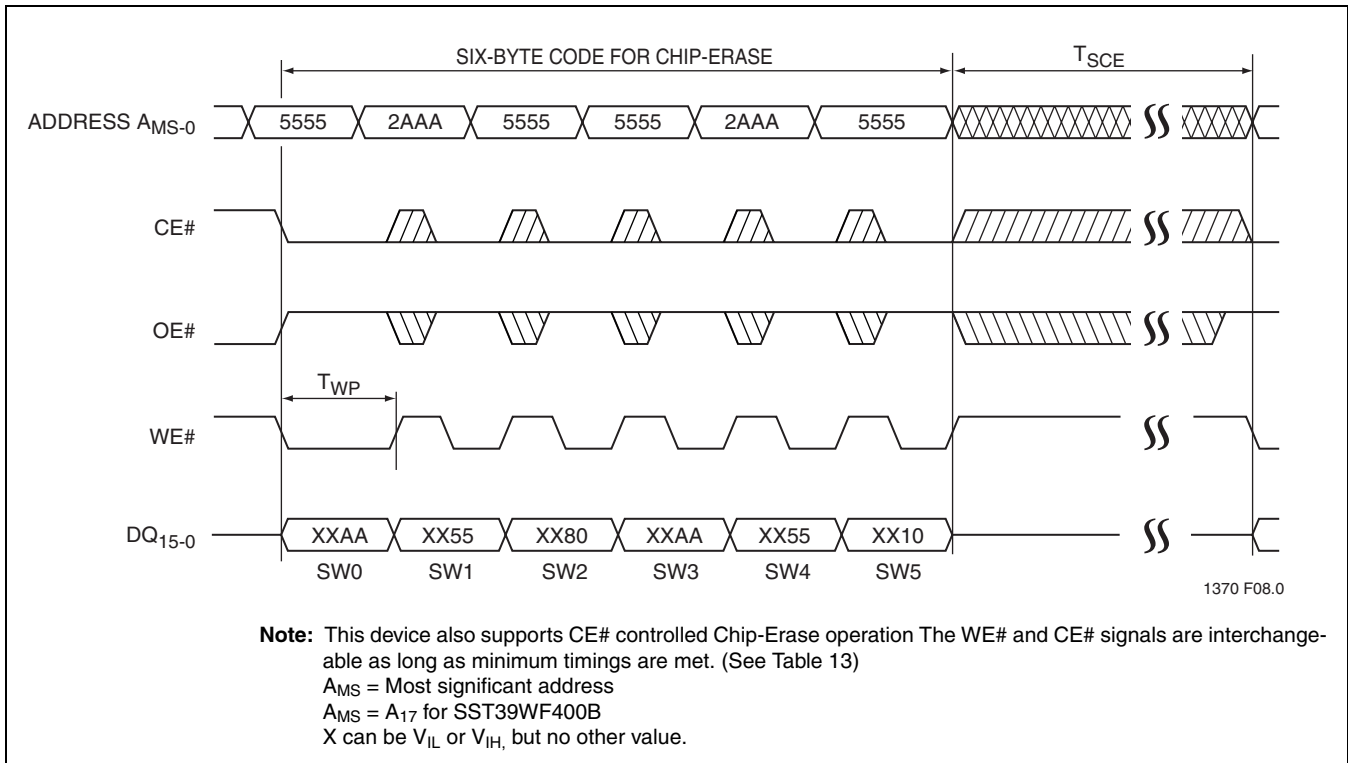 SIX-BYTE CODE FOR CHIP-ERASE TSCE
ADDRESS AMS-0 5555 2AAA 5555 5555 2AAA 5555
CE#
OE#
TWP
WE#
DQ15-0 XXAA XX55 XX80 XXAA XX55 XX10
SW0 SW1 SW2 SW3 SW4 SW5
1370 F08.0
Note: This device also supports CE# controlled Chip-Erase operation The WE# and CE# signals are interchange-
able as long as minimum timings are met. (See Table 13)
AMS = Most significant address
AMS = A17 for SST39WF400B
X can be VIL or VIH, but no other value.